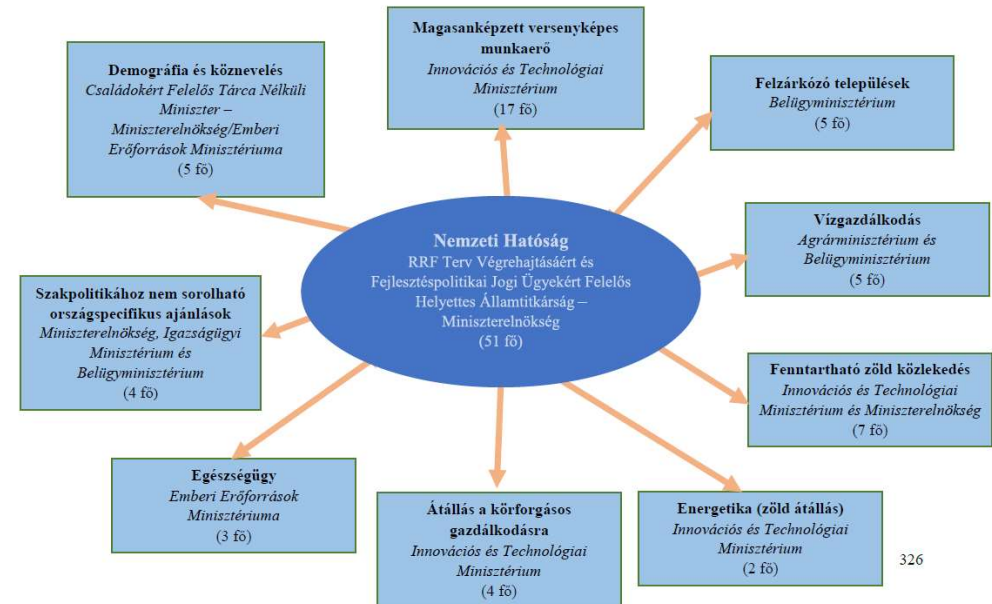 Magasanképzett versenyképes
munkaerő
Innovációs és Technológiai
Minisztérium
(17 fő)
Demográfia és köznevelés
Családokért Felelős Tárca Nélküli
Miniszter –
Miniszterelnökség/Emberi
Erőforrások Minisztériuma
(5 fő)
Felzárkózó települések
Belügyminisztérium
(5 fő)
Nemzeti Hatóság
RRF Terv Végrehajtásáért és
Fejlesztéspolitikai Jogi Ügyekért Felelős
Helyettes Államtitkárság –
Miniszterelnökség
(51 fő)
Vízgazdálkodás
Agrárminisztérium és
Belügyminisztérium
(5 fő)
Szakpolitikához nem sorolható
országspecifikus ajánlások
Miniszterelnökség, Igazságügyi
Minisztérium és
Belügyminisztérium
(4 fő)
Fenntartható zöld közlekedés
Innovációs és Technológiai
Minisztérium és Miniszterelnökség
(7 fő)
Egészségügy
Emberi Erőforrások
Minisztériuma
(3 fő)
Átállás a körforgásos
gazdálkodásra
Innovációs és Technológiai
Minisztérium
(4 fő)
Energetika (zöld átállás)
Innovációs és Technológiai
Minisztérium
(2 fő)
326